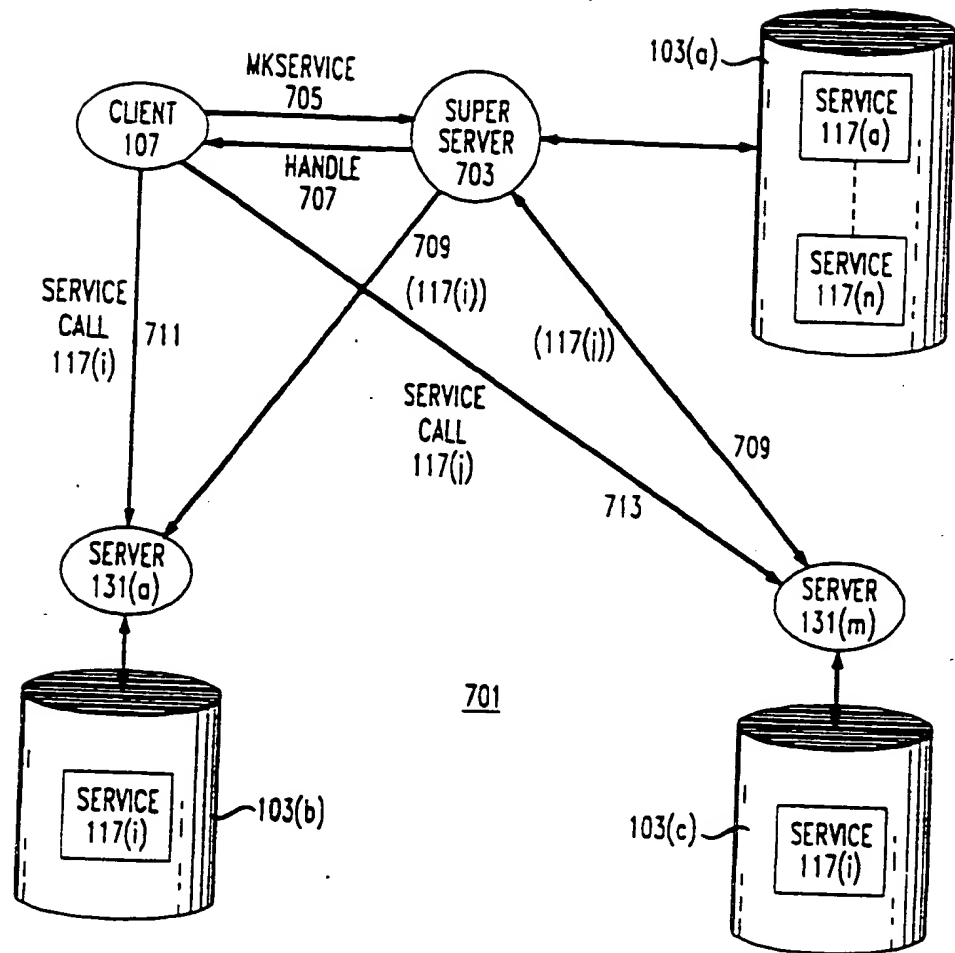 MKSERVICE
705
CLIENT
107
SUPER
SERVER
703
HANDLE
707
103(a)
SERVICE
117(a)
SERVICE
117(n)
709
(117(i))
SERVICE
CALL
117(i)
711
(117(j))
SERVICE
CALL
117(j)
709
713
SERVER
131(a)
SERVER
131(m)
701
SERVICE
117(i)
103(b)
103(c)
SERVICE
117(i)